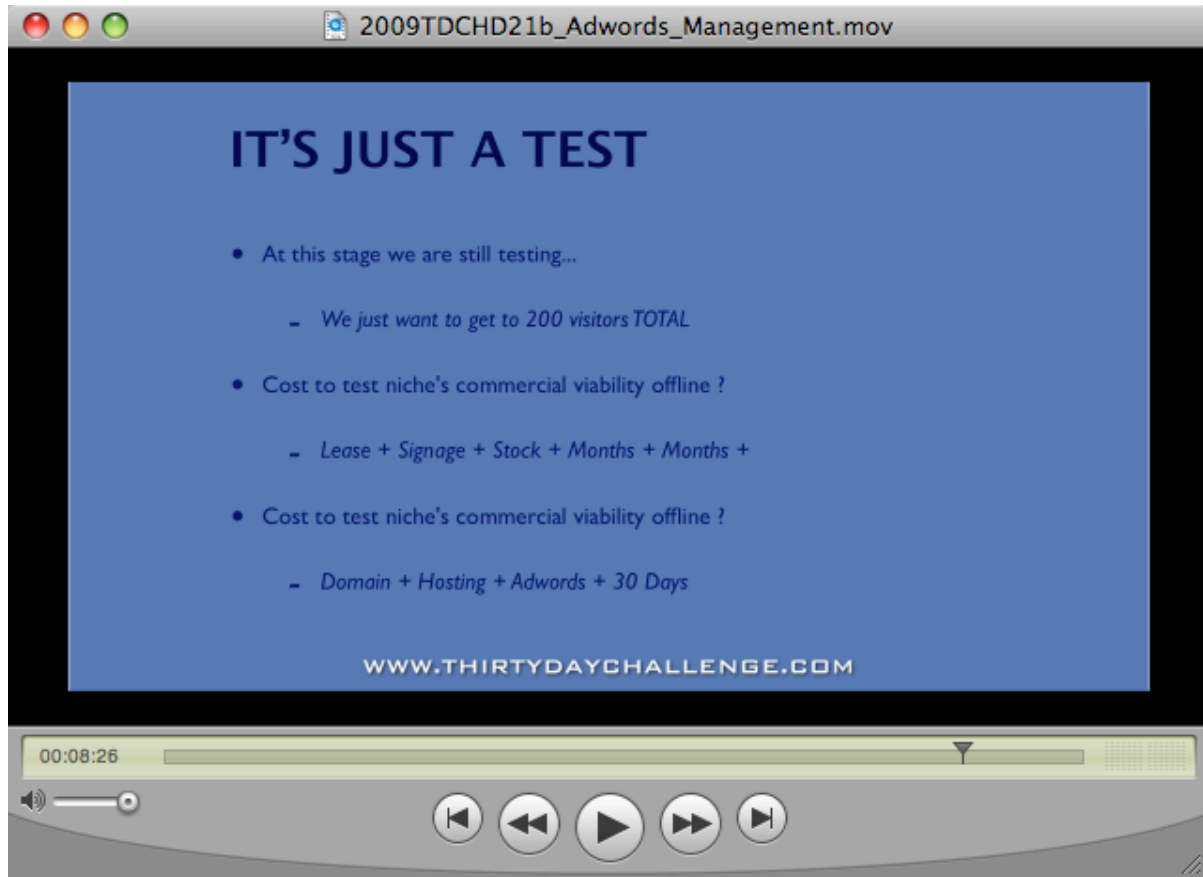 2009TDCHD21b_Adwords_Management.mov
IT'S JUST A TEST
• At this stage we are still testing...
– We just want to get to 200 visitors TOTAL
• Cost to test niche's commercial viability offline ?
– Lease + Signage + Stock + Months + Months +
• Cost to test niche's commercial viability offline ?
– Domain + Hosting + Adwords + 30 Days
WWW.THIRTYDAYCHALLENGE.COM
00:08:26